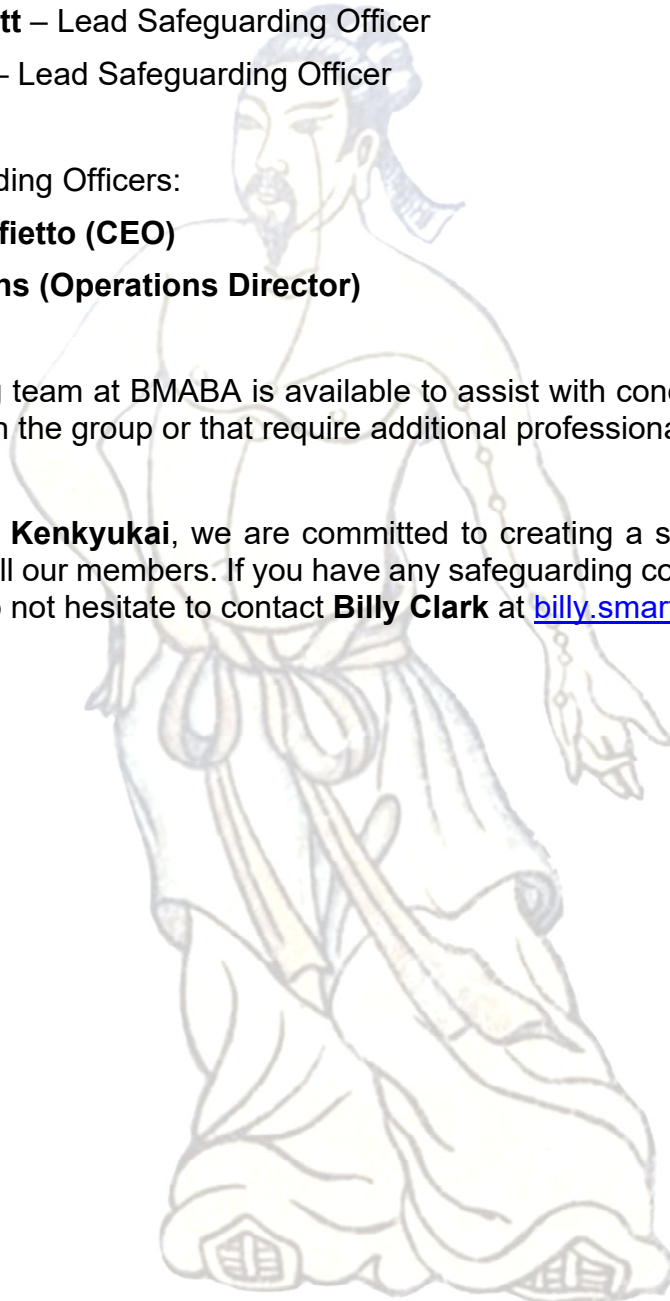 tt – Lead Safeguarding Officer
– Lead Safeguarding Officer
ding Officers:
fietto (CEO)
ns (Operations Director)
g team at BMABA is available to assist with con
n the group or that require additional professiona
Kenkyukai, we are committed to creating a s
ll our members. If you have any safeguarding co
o not hesitate to contact Billy Clark at billy.smar